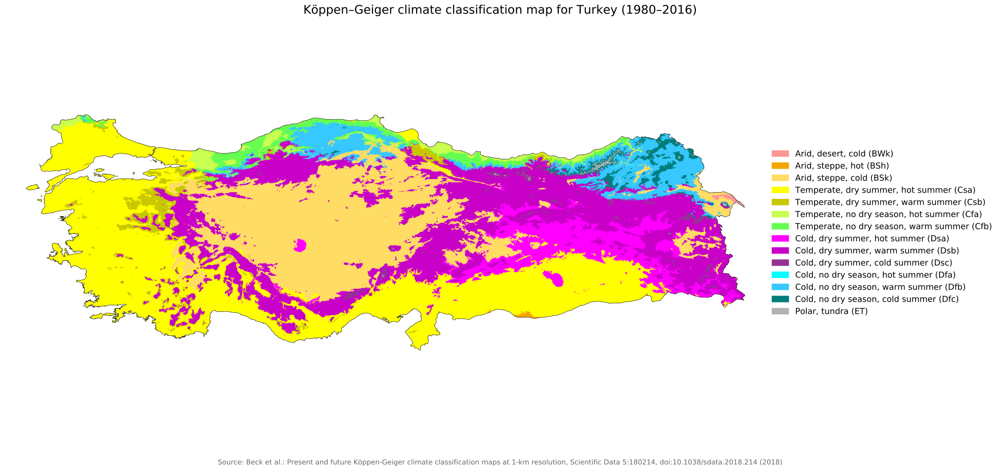 Köppen–Geiger climate classification map for Turkey (1980–2016)
Arid, desert, cold (BWk)
Arid, steppe, hot (BSh)
Arid, steppe, cold (BSk)
Temperate, dry summer, hot summer (Csa)
Temperate, dry summer, warm summer (Csb)
Temperate, no dry season, hot summer (Cfa)
Temperate, no dry season, warm summer (Cfb)
Cold, dry summer, hot summer (Dsa)
Cold, dry summer, warm summer (Dsb)
Cold, dry summer, cold summer (Dsc)
Cold, no dry season, hot summer (Dfa)
Cold, no dry season, warm summer (Dfb)
Cold, no dry season, cold summer (Dfc)
Polar, tundra (ET)
Source: Beck et al.: Present and future Köppen-Geiger climate classification maps at 1-km resolution, Scientific Data 5:180214, doi:10.1038/sdata.2018.214 (2018)